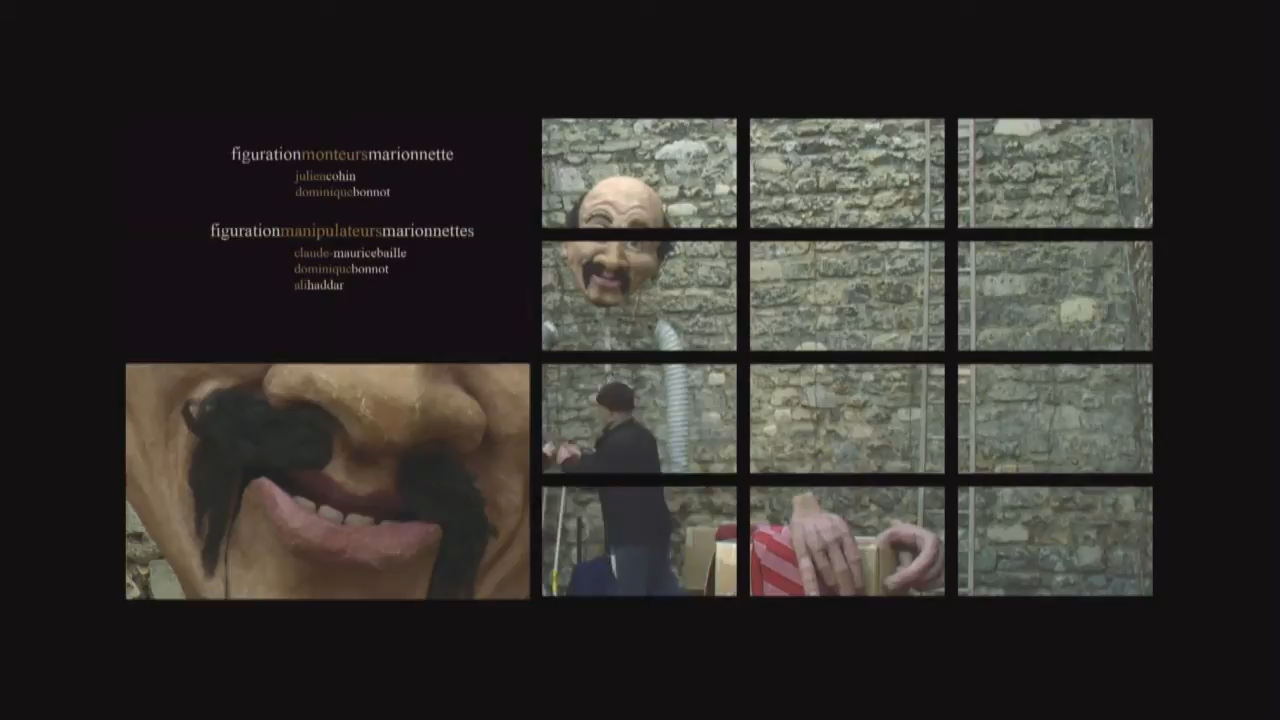 figurationmonteursmarionnette
juliencohin
dominiquebonnot
figurationmanipulateursmarionnettes
claude-mauricebaille
dominiquebonnot
alihaddar